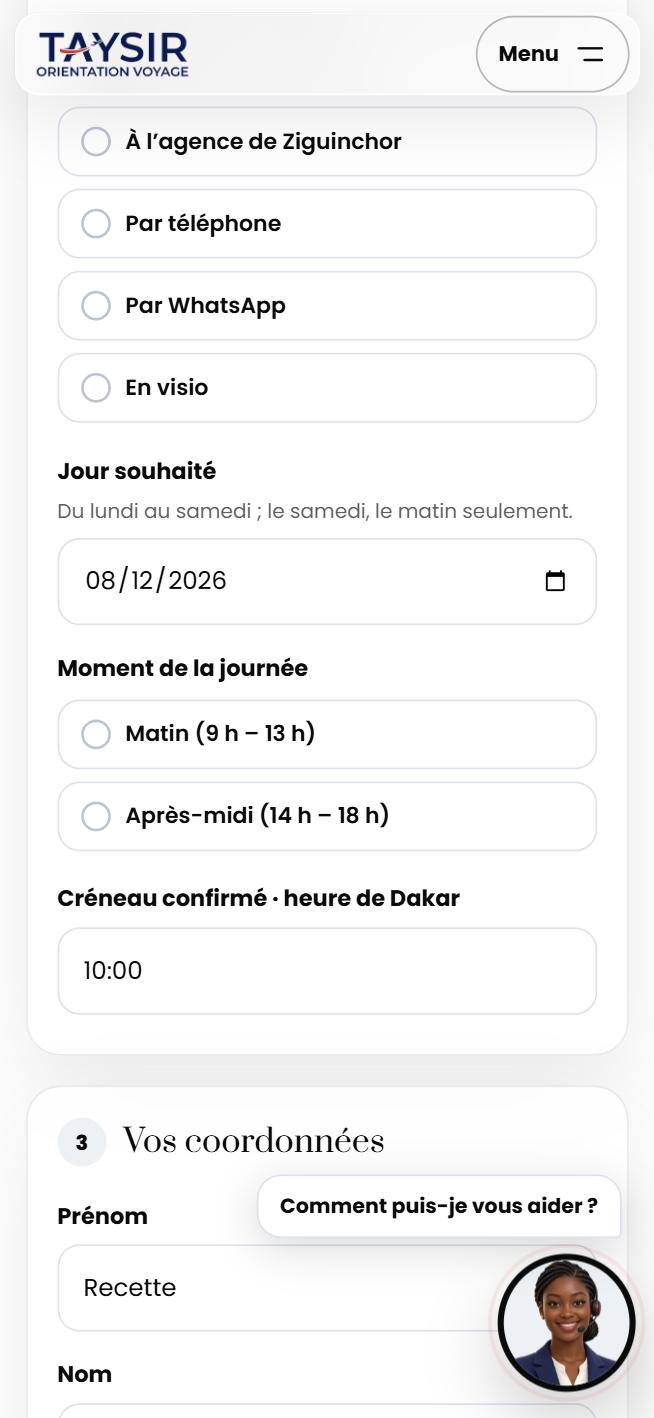 TAYSIR
ORIENTATION VOYAGE
Menu
À l’agence de Ziguinchor
Par téléphone
Par WhatsApp
En visio
Jour souhaité
Du lundi au samedi ; le samedi, le matin seulement.
08/12/2026
Moment de la journée
Matin (9 h – 13 h)
Après-midi (14 h – 18 h)
Créneau confirmé · heure de Dakar
10:00
3 Vos coordonnées
Comment puis-je vous aider ?
Prénom
Recette
Nom